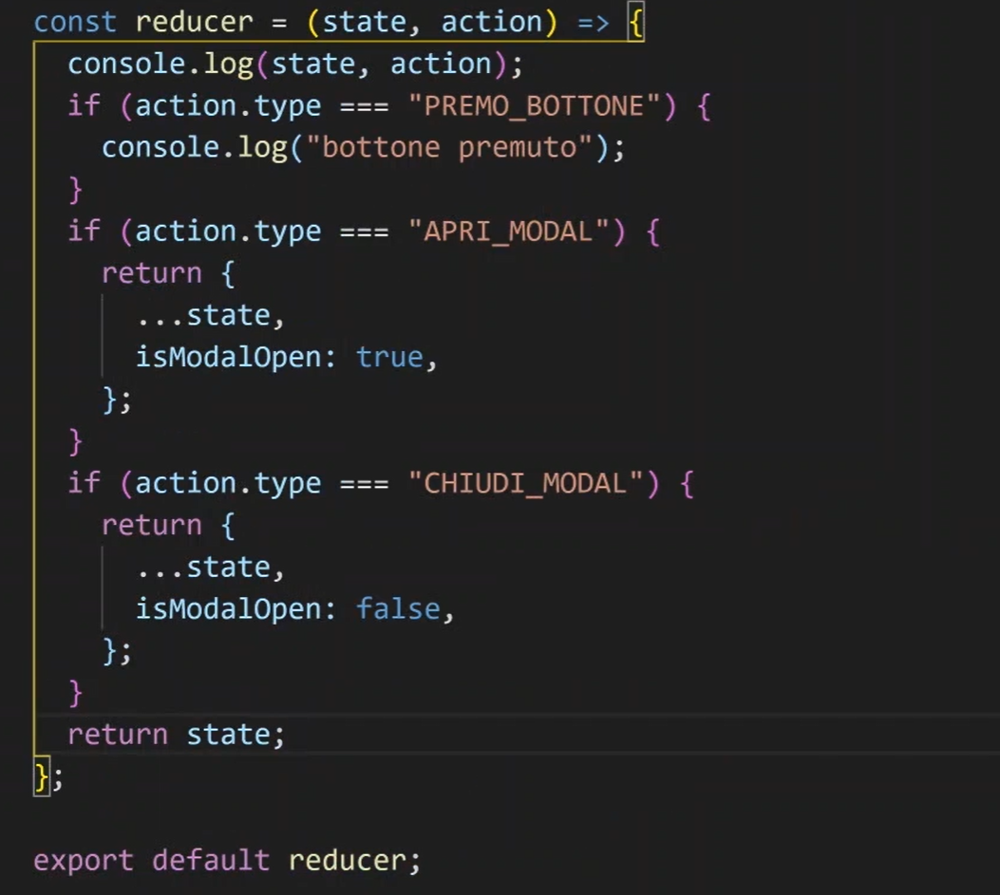 const reducer = (state, action) => {
  console.log(state, action);
  if (action.type === "PREMO_BOTTONE") {
    console.log("bottone premuto");
  }
  if (action.type === "APRI_MODAL") {
    return {
      ...state,
      isModalOpen: true,
    };
  }
  if (action.type === "CHIUDI_MODAL") {
    return {
      ...state,
      isModalOpen: false,
    };
  }
  return state;
};

export default reducer;